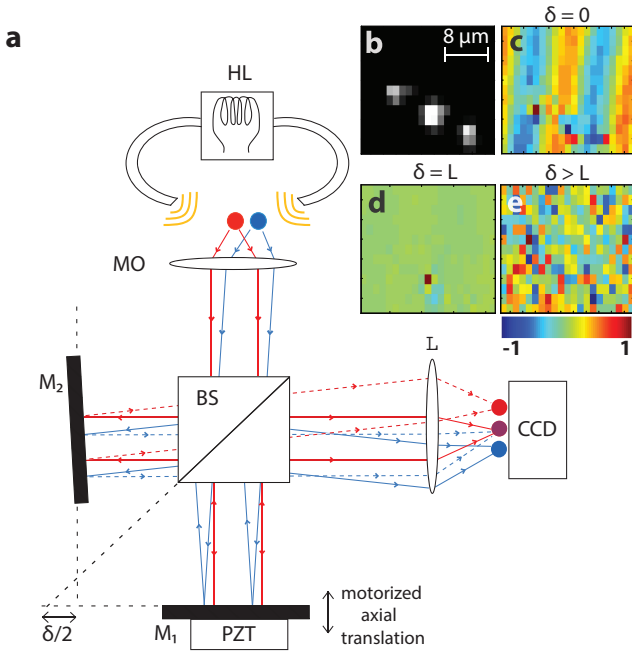 a
HL
MO
M₂
BS
L
CCD
δ/2
M₁
PZT
motorized
axial
translation
b
8 μm
c
δ = 0
d
δ = L
e
δ > L
-1
1